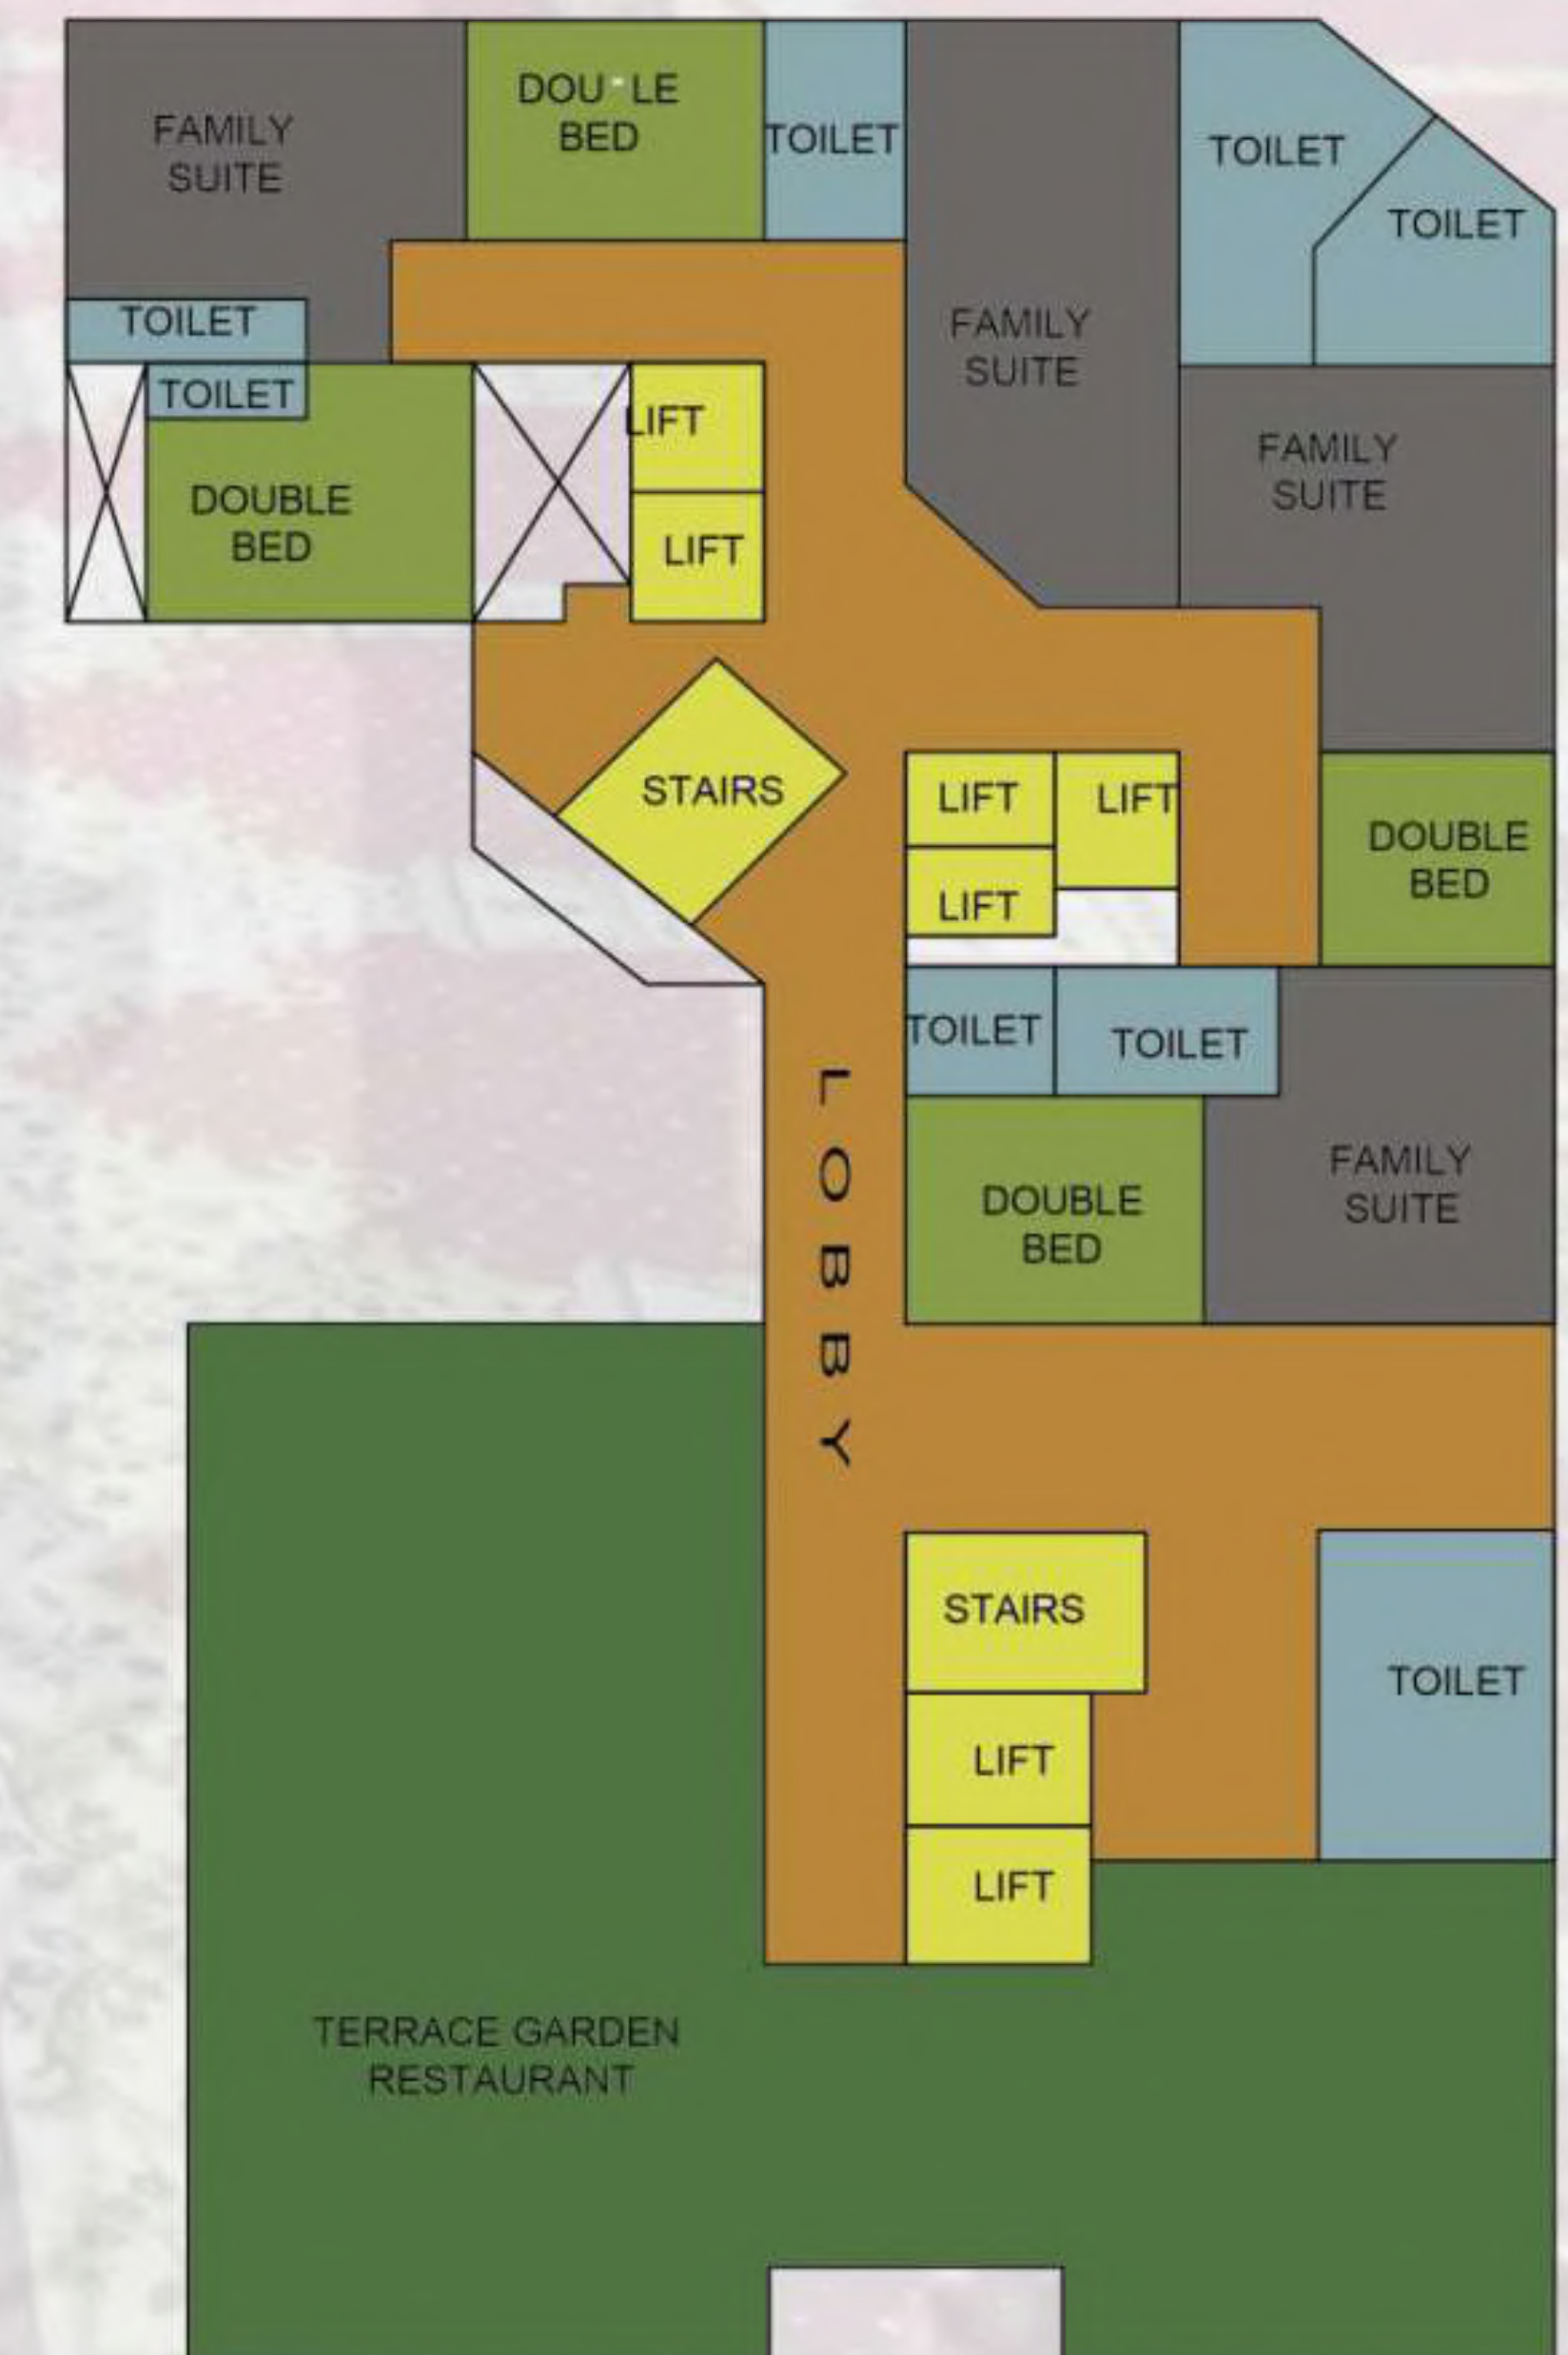 FAMILY
SUITE
DOU LE
BED
TOILET
TOILET
TOILET
FAMILY
SUITE
TOILET
TOILET
DOUBLE
BED
LIFT
LIFT
FAMILY
SUITE
STAIRS
LIFT
LIFT
LIFT
DOUBLE
BED
TOILET
TOILET
LOBBY
DOUBLE
BED
FAMILY
SUITE
STAIRS
LIFT
LIFT
TOILET
TERRACE GARDEN
RESTAURANT